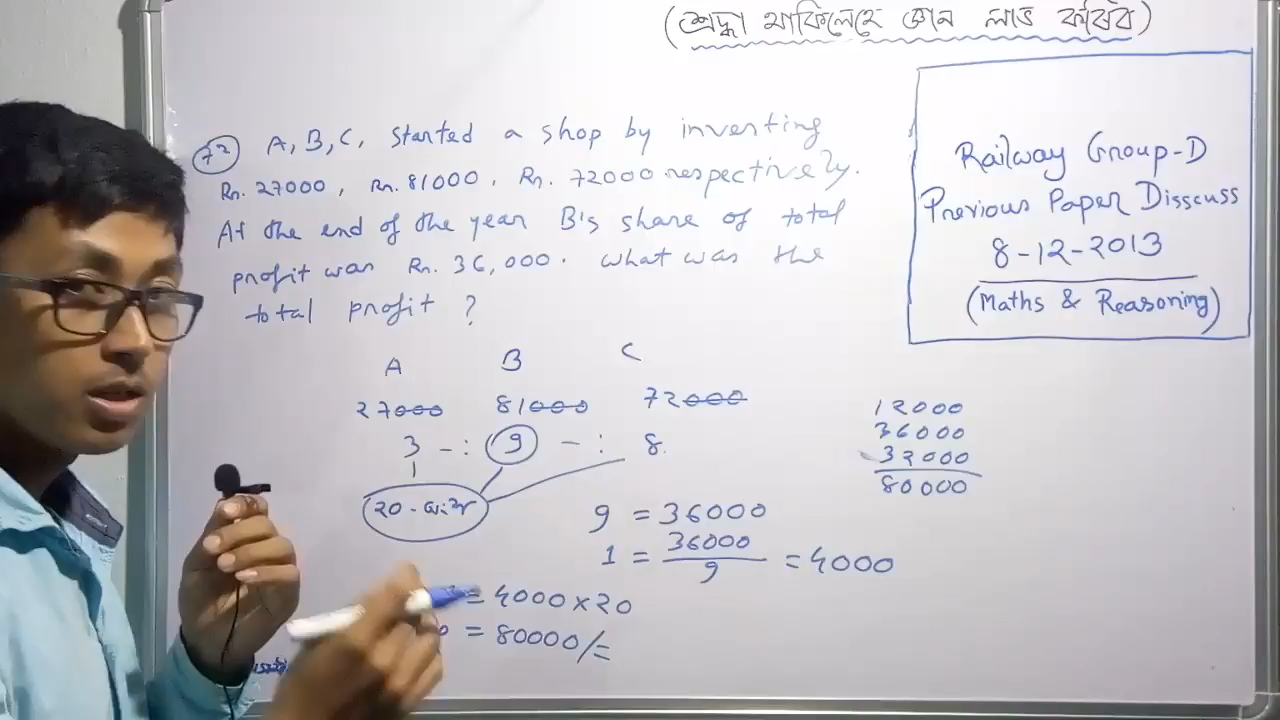 (শ্রদ্ধা থাকিলেহে জ্ঞান লাভ কৰিব)
Railway Group-D
Previous Paper Disscuss
8-12-2013
(Maths & Reasoning)
72 A, B, C, Started a shop by inverting
Rs. 27000, Rs. 81000, Rs. 72000 respectively.
At the end of the year B's share of total
profit was Rs. 36,000. what was the
total profit ?
A B C
27000 81000 72000
3 -: 9 -: 8
20 -
9 = 36000
1 = 36000/9 = 4000
= 4000 x 20
= 80000/=
12000
36000
32000
80000